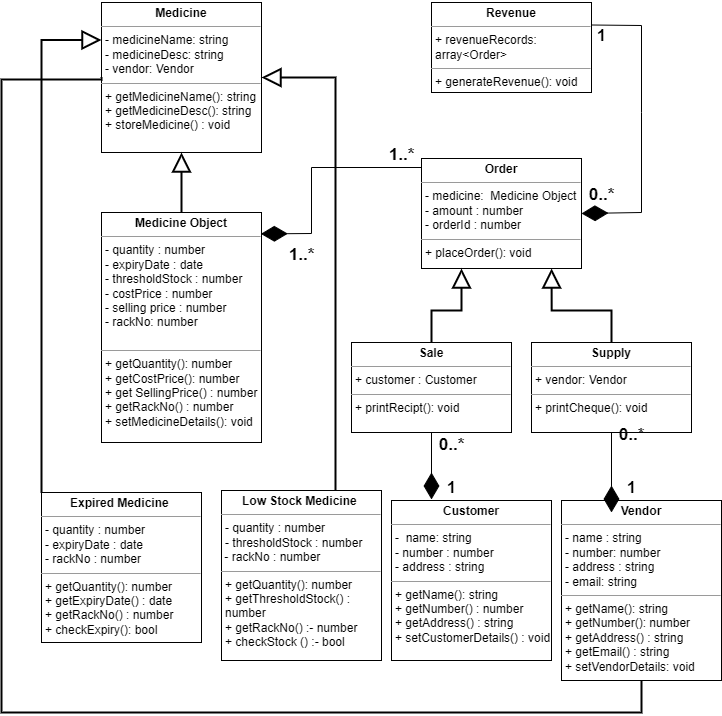 Medicine
- medicineName: string
- medicineDesc: string
- vendor: Vendor
+ getMedicineName(): string
+ getMedicineDesc(): string
+ storeMedicine() : void
Revenue
+ revenueRecords:
array<Order>
+ generateRevenue(): void
1
1..*
Order
- medicine:  Medicine Object
- amount : number
- orderId : number
+ placeOrder(): void
0..*
Medicine Object
- quantity : number
- expiryDate : date
- thresholdStock : number
- costPrice : number
- selling price : number
- rackNo: number
+ getQuantity(): number
+ getCostPrice(): number
+ get SellingPrice() : number
+ getRackNo() : number
+ setMedicineDetails(): void
1..*
Sale
+ customer : Customer
+ printRecipt(): void
0..*
Supply
+ vendor: Vendor
+ printCheque(): void
0..*
Expired Medicine
- quantity : number
- expiryDate : date
- rackNo : number
+ getQuantity(): number
+ getExpiryDate() : date
+ getRackNo() : number
+ checkExpiry(): bool
Low Stock Medicine
- quantity : number
- thresholdStock : number
- rackNo : number
+ getQuantity(): number
+ getThresholdStock() :
number
+ getRackNo() :- number
+ checkStock () :- bool
1
Customer
-  name: string
- number : number
- address : string
+ getName(): string
+ getNumber() : number
+ getAddress() : string
+ setCustomerDetails() : void
1
Vendor
- name : string
- number: number
- address : string
- email: string
+ getName(): string
+ getNumber(): number
+ getAddress() : string
+ getEmail() : string
+ setVendorDetails: void